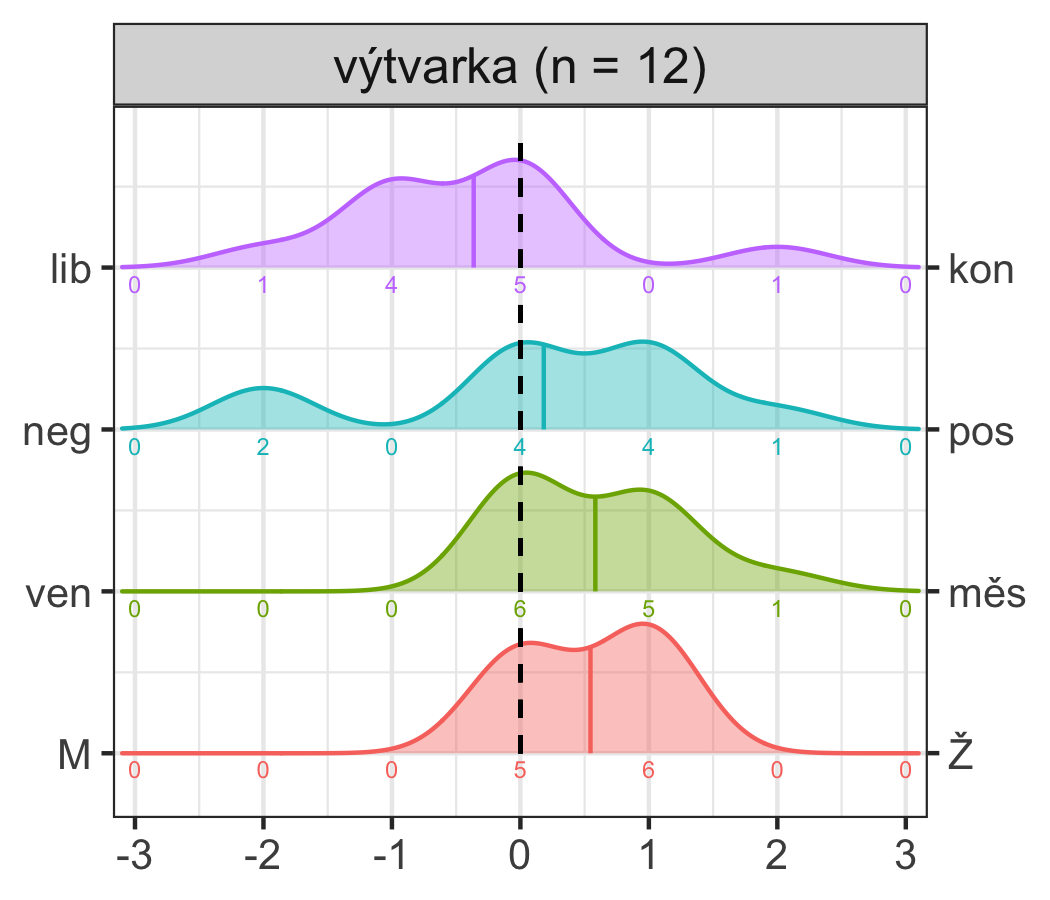 výtvarka (n = 12)
lib kon
0 1 4 5 0 1 0
neg pos
0 2 0 4 4 1 0
ven měs
0 0 0 6 5 1 0
M Ž
0 0 0 5 6 0 0
-3 -2 -1 0 1 2 3